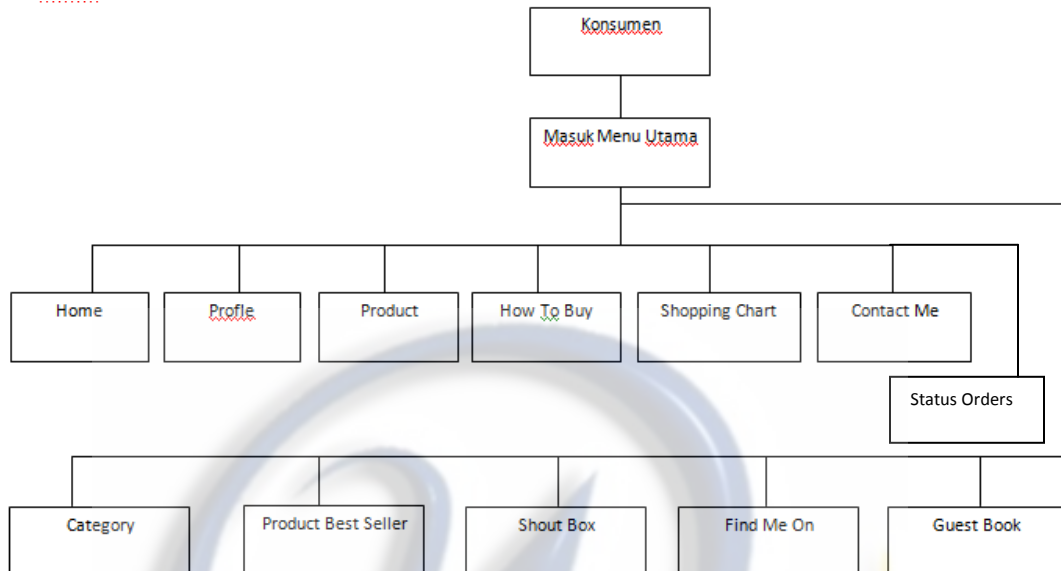 Konsumen
Masuk Menu Utama
Home
Profle
Product
How To Buy
Shopping Chart
Contact Me
Status Orders
Category
Product Best Seller
Shout Box
Find Me On
Guest Book